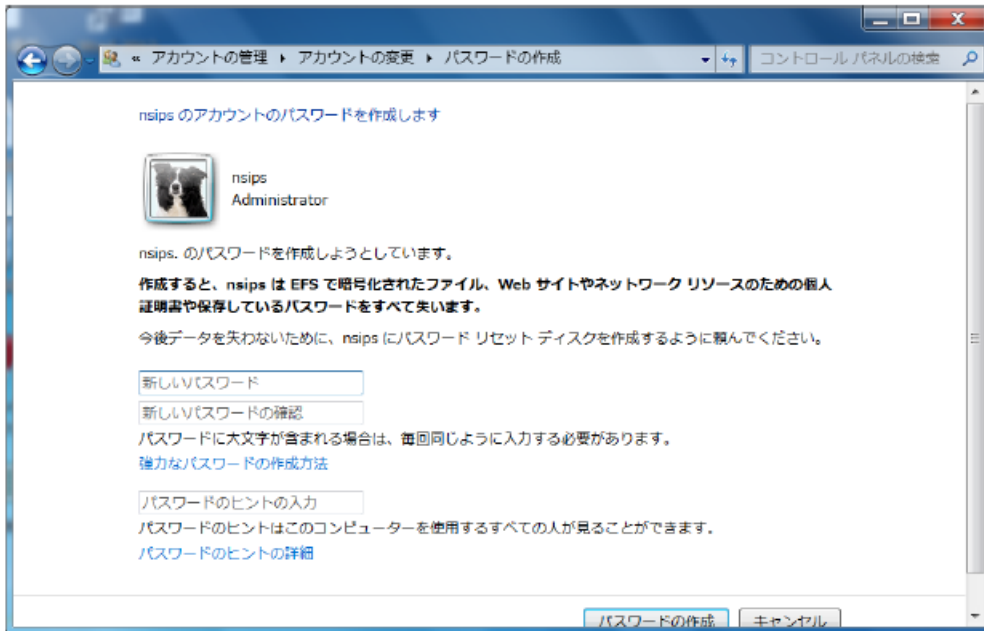 « アカウントの管理 ▸ アカウントの変更 ▸ パスワードの作成
コントロール パネルの検索
nsips のアカウントのパスワードを作成します
nsips
Administrator
nsips. のパスワードを作成しようとしています。
作成すると、nsips は EFS で暗号化されたファイル、Web サイトやネットワーク リソースのための個人
証明書や保存しているパスワードをすべて失います。
今後データを失わないために、nsips にパスワード リセット ディスクを作成するように頼んでください。
新しいパスワード
新しいパスワードの確認
パスワードに大文字が含まれる場合は、毎回同じように入力する必要があります。
強力なパスワードの作成方法
パスワードのヒントの入力
パスワードのヒントはこのコンピューターを使用するすべての人が見ることができます。
パスワードのヒントの詳細
パスワードの作成
キャンセル